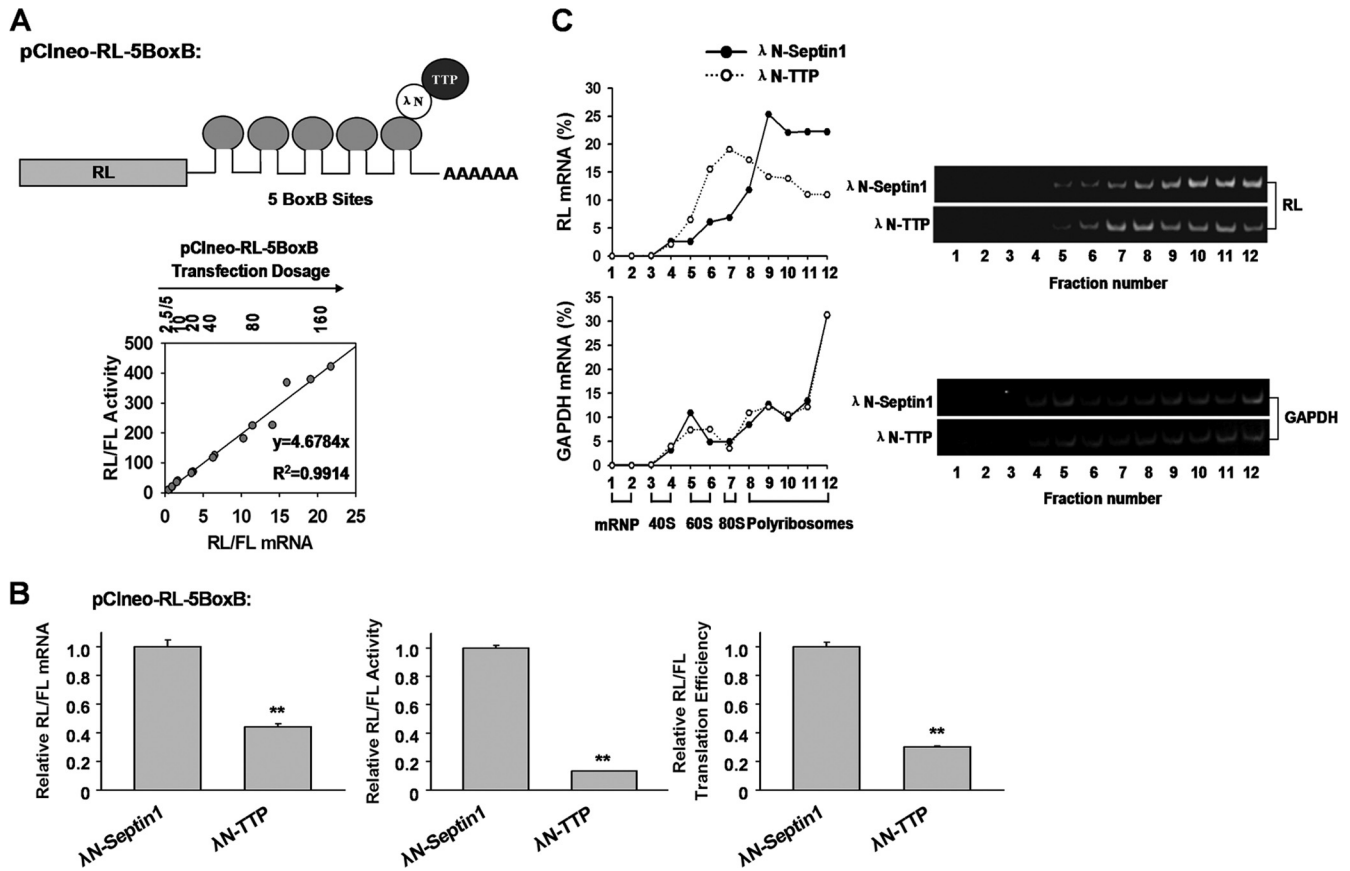 A
pCIneo-RL-5BoxB:
TTP
λN
RL
AAAAAA
5 BoxB Sites
pCIneo-RL-5BoxB
Transfection Dosage
2.5/5
10
20
40
80
160
RL/FL Activity
500
400
300
200
100
0
y=4.6784x
R²=0.9914
0 5 10 15 20 25
RL/FL mRNA
B
pCIneo-RL-5BoxB:
Relative RL/FL mRNA
1.0
0.8
0.6
0.4
0.2
0
**
λN-Septin1
λN-TTP
Relative RL/FL Activity
1.0
0.8
0.6
0.4
0.2
0
**
λN-Septin1
λN-TTP
Relative RL/FL
Translation Efficiency
1.0
0.8
0.6
0.4
0.2
0
**
λN-Septin1
λN-TTP
C
λ N-Septin1
λ N-TTP
RL mRNA (%)
30
25
20
15
10
5
0
1 2 3 4 5 6 7 8 9 10 11 12
GAPDH mRNA (%)
35
30
25
20
15
10
5
0
1 2 3 4 5 6 7 8 9 10 11 12
mRNP 40S 60S 80S Polyribosomes
λ N-Septin1
λ N-TTP
RL
1 2 3 4 5 6 7 8 9 10 11 12
Fraction number
λ N-Septin1
λ N-TTP
GAPDH
1 2 3 4 5 6 7 8 9 10 11 12
Fraction number